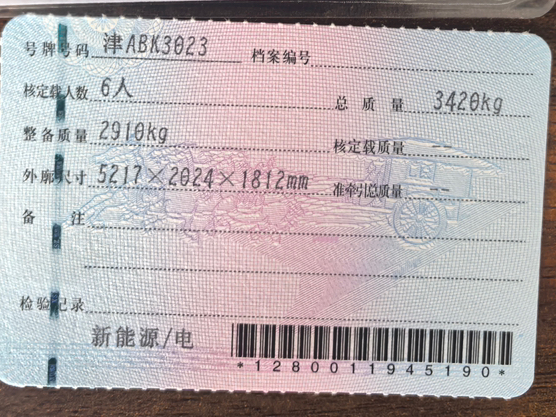 号牌号码 津ABK3023 档案编号
核定载人数 6人 总质量 3420kg
整备质量 2910kg 核定载质量 --
外廓尺寸 5217×2024×1812mm 准牵引总质量 --
备注
检验记录
新能源/电
*1280011945190*